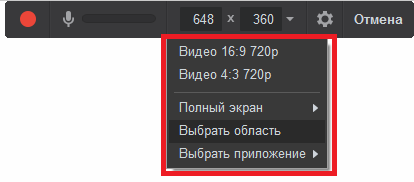 648 x 360 Отмена
Видео 16:9 720p
Видео 4:3 720p
Полный экран
Выбрать область
Выбрать приложение